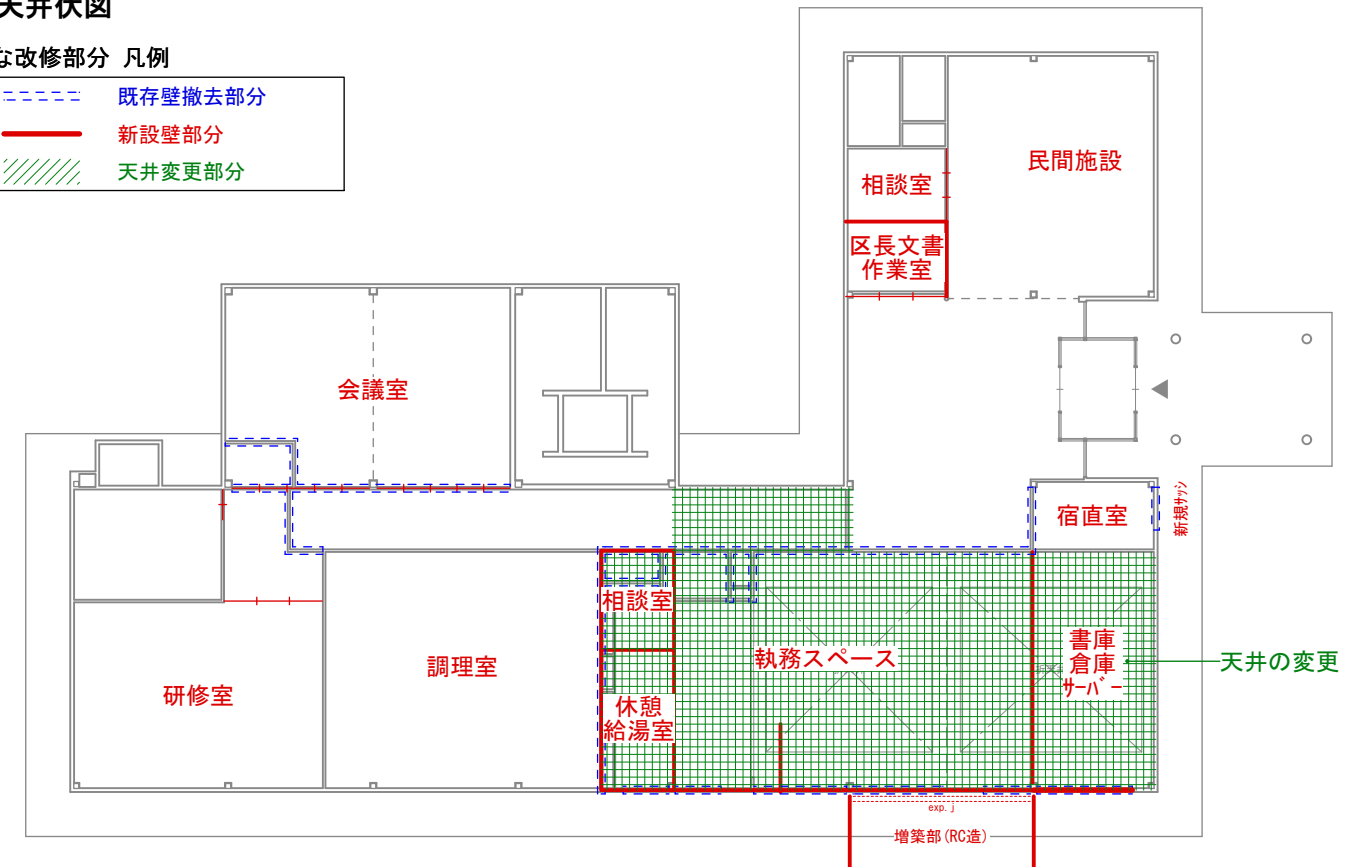 天井伏図
な改修部分 凡例
既存壁撤去部分
新設壁部分
天井変更部分
民間施設
相談室
区長文書
作業室
会議室
宿直室
新規ｻｯｼ
相談室
執務スペース
書庫
倉庫
ｻｰﾊﾞｰ
天井の変更
調理室
研修室
休憩
給湯室
exp.j
増築部(RC造)